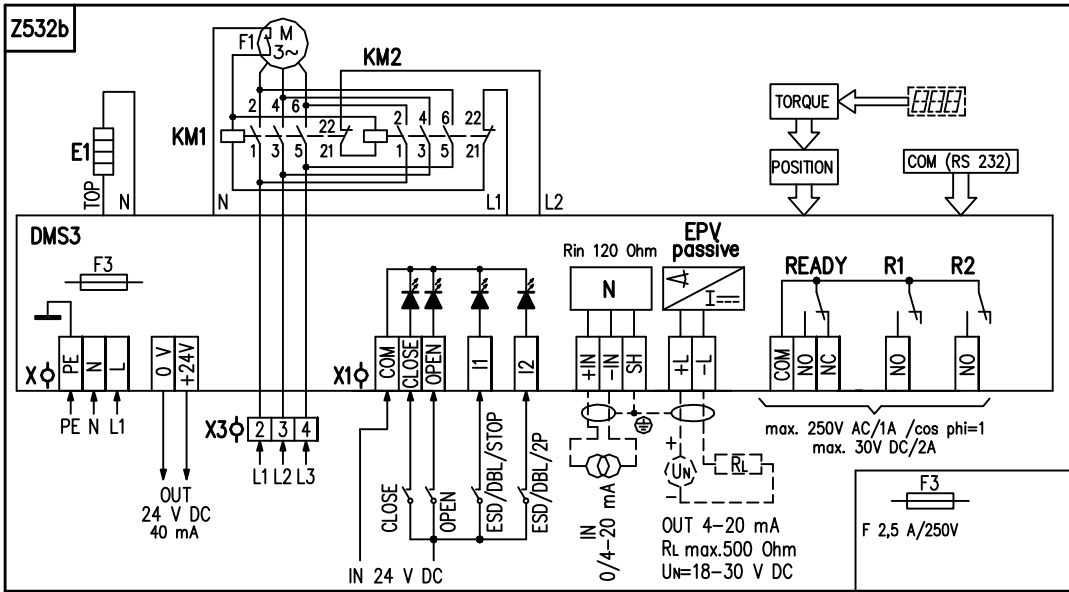 Z532b
F1
M
3~
KM2
2 4 6
22
2 4 6 22
KM1
1 3 5
21
1 3 5 21
E1
TOP
N
N
L1
L2
TORQUE
POSITION
COM (RS 232)
DMS3
F3
Rin 120 Ohm
N
EPV
passive
I
READY
R1
R2
X
PE
N
L
0 V
+24V
X1
COM
CLOSE
OPEN
I1
I2
+IN
-IN
SH
+L
-L
COM
NO
NC
NO
NO
PE N L1
X3
2 3 4
L1 L2 L3
OUT
24 V DC
40 mA
CLOSE
OPEN
ESD/DBL/STOP
ESD/DBL/2P
IN 24 V DC
IN
0/4-20 mA
+
UN
-
RL
OUT 4-20 mA
RL max.500 Ohm
UN=18-30 V DC
max. 250V AC/1A /cos phi=1
max. 30V DC/2A
F3
F 2,5 A/250V